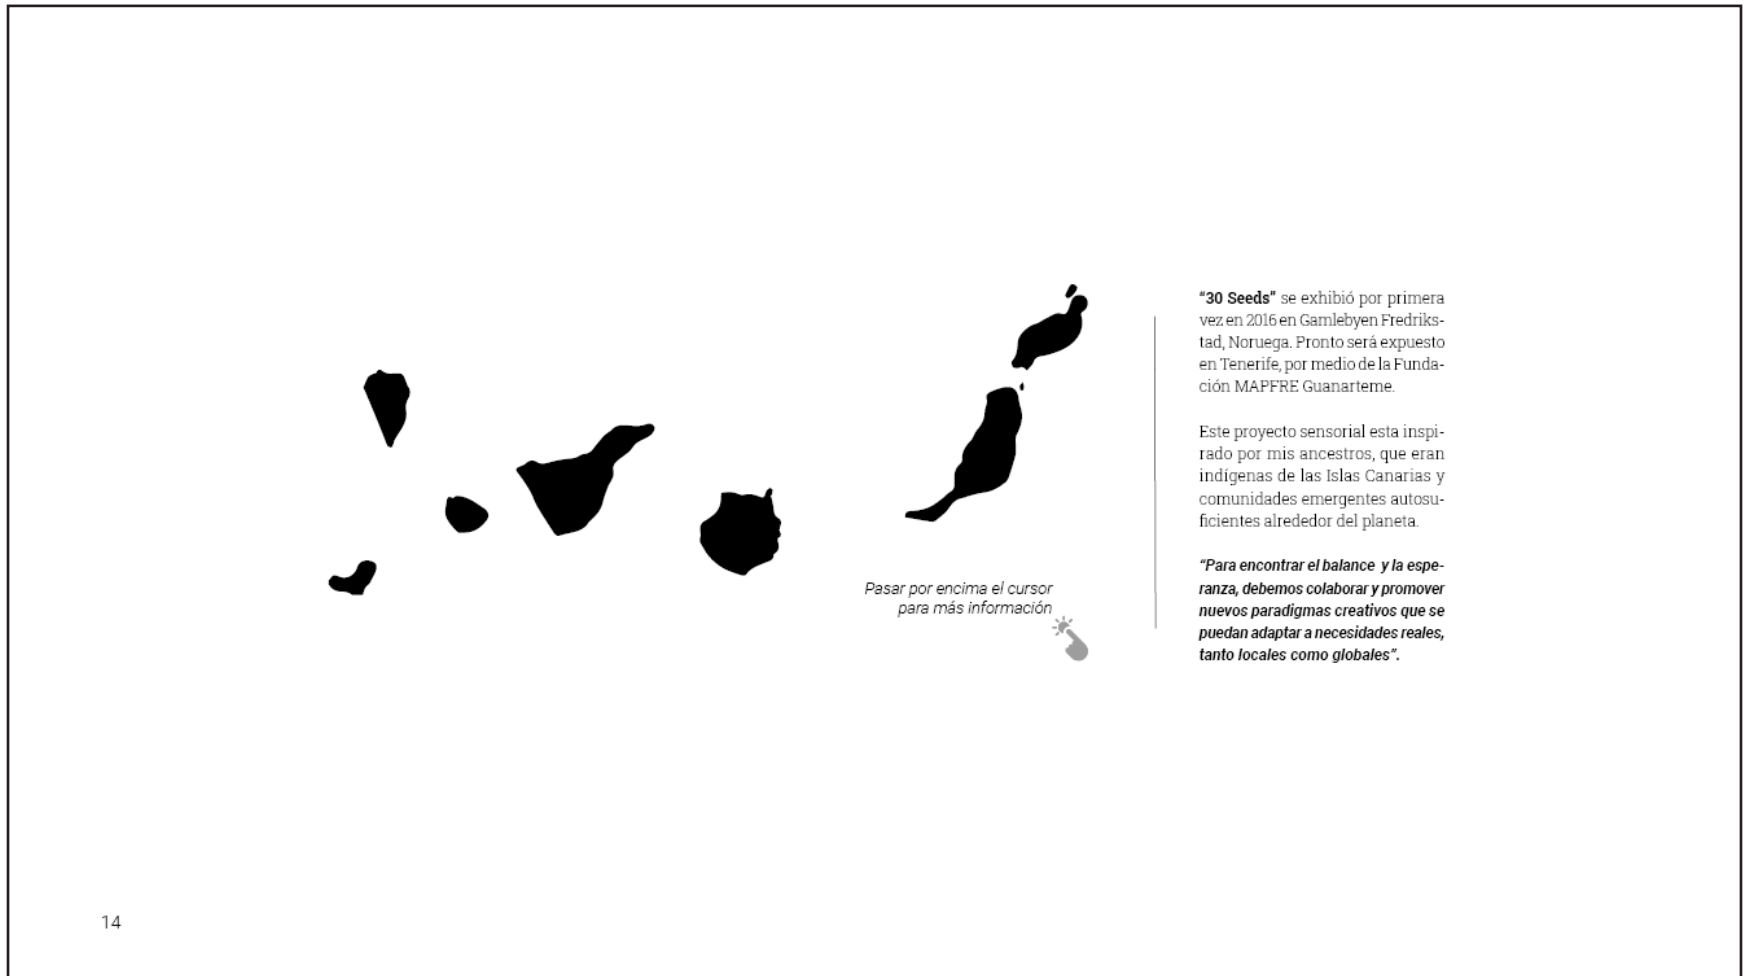 “30 Seeds” se exhibió por primera
vez en 2016 en Gamlebyen Fredriks-
tad, Noruega. Pronto será expuesto
en Tenerife, por medio de la Funda-
ción MAPFRE Guanarteme.
Este proyecto sensorial esta inspi-
rado por mis ancestros, que eran
indígenas de las Islas Canarias y
comunidades emergentes autosu-
ficientes alrededor del planeta.
“Para encontrar el balance y la espe-
ranza, debemos colaborar y promover
nuevos paradigmas creativos que se
puedan adaptar a necesidades reales,
tanto locales como globales”.
Pasar por encima el cursor
para más información
14